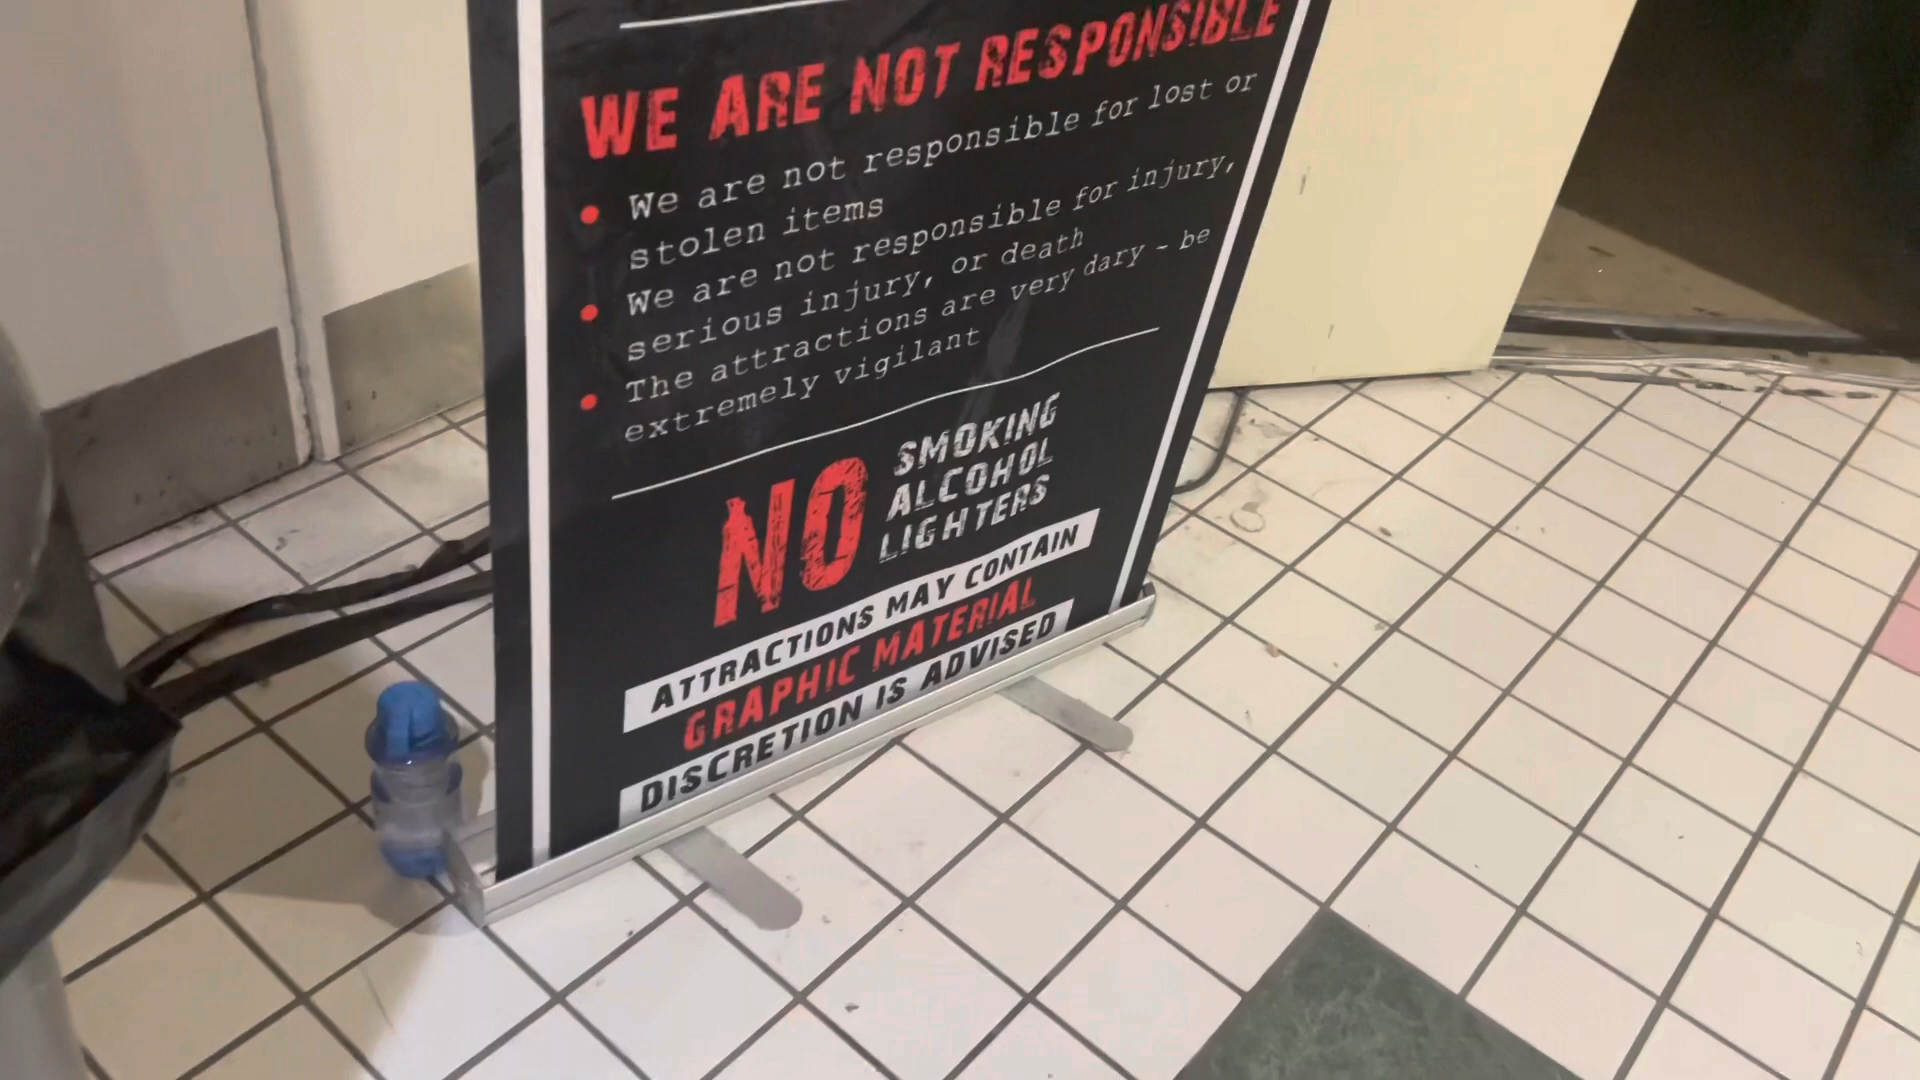 WE ARE NOT RESPONSIBLE
We are not responsible for lost or
stolen items
We are not responsible for injury,
serious injury, or death
The attractions are very dary - be
extremely vigilant
NO
SMOKING
ALCOHOL
LIGHTERS
ATTRACTIONS MAY CONTAIN
GRAPHIC MATERIAL
DISCRETION IS ADVISED